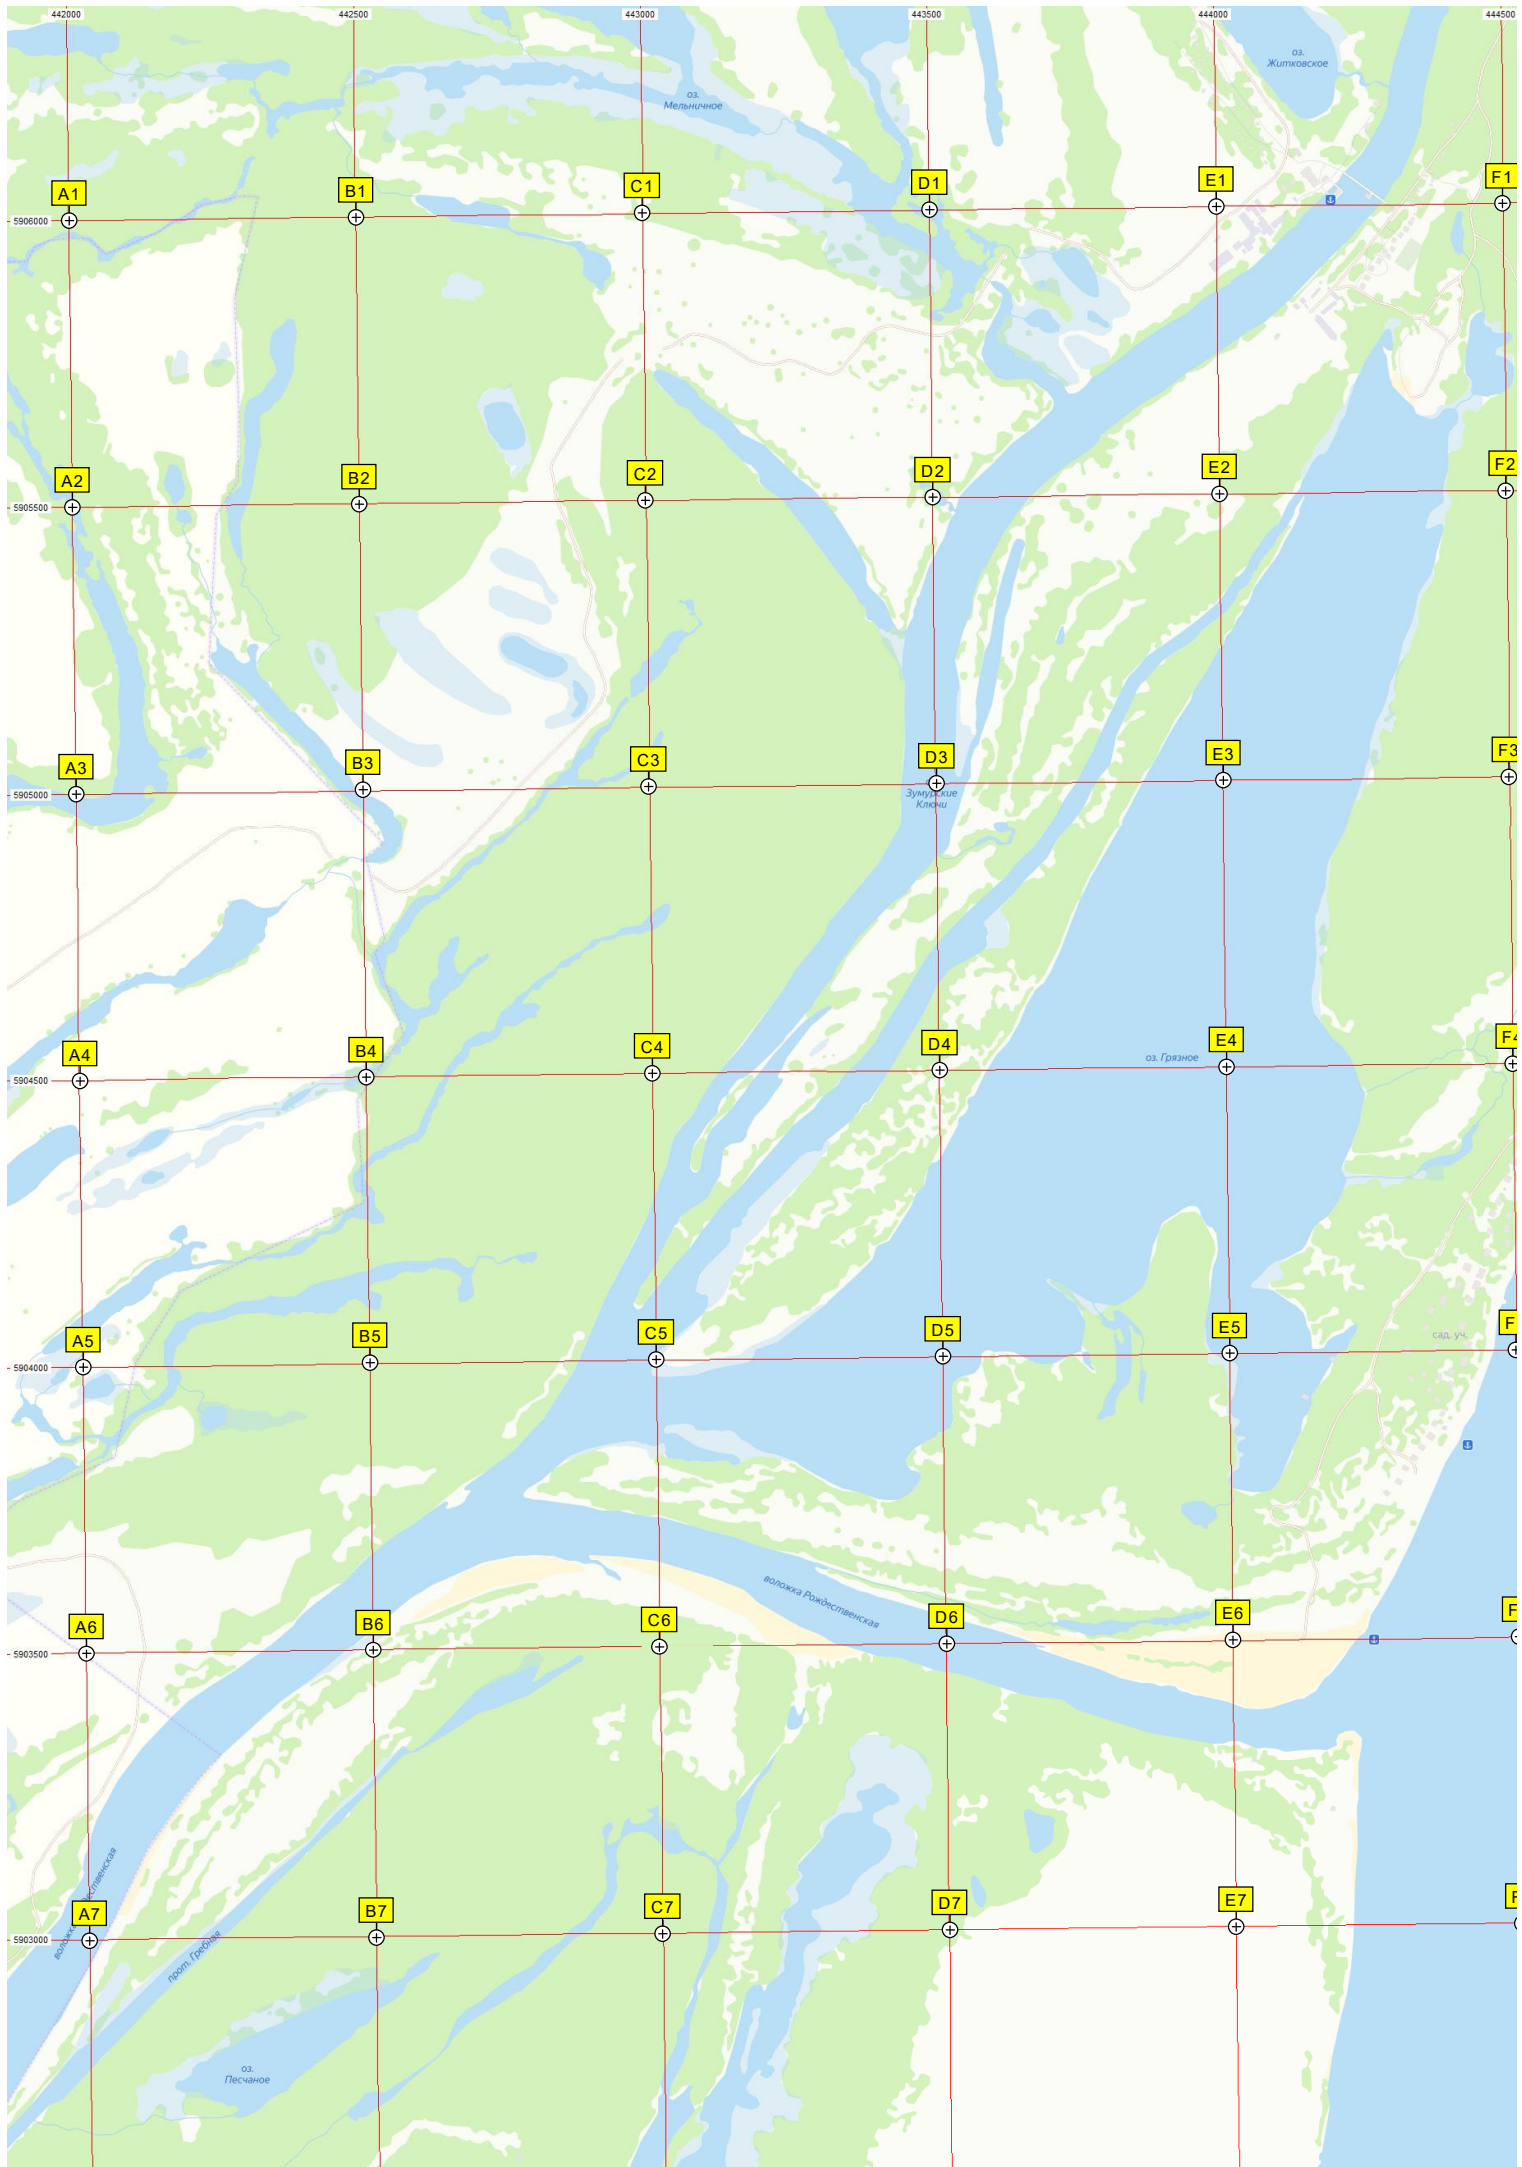 442000 442500 443000 443500 444000 444500
оз.
Житковское
оз.
Мельничное
A1 B1 C1 D1 E1 F1
5906000
A2 B2 C2 D2 E2 F2
5905500
A3 B3 C3 D3 E3 F3
5905000
Зумурские
Ключи
A4 B4 C4 D4 E4 F4
оз. Грязное
5904500
A5 B5 C5 D5 E5 F
сад. уч.
5904000
воложка Рождественская
A6 B6 C6 D6 E6 F
5903500
A7 B7 C7 D7 E7 F
5903000
прот. Гребная
оз.
Песчаное